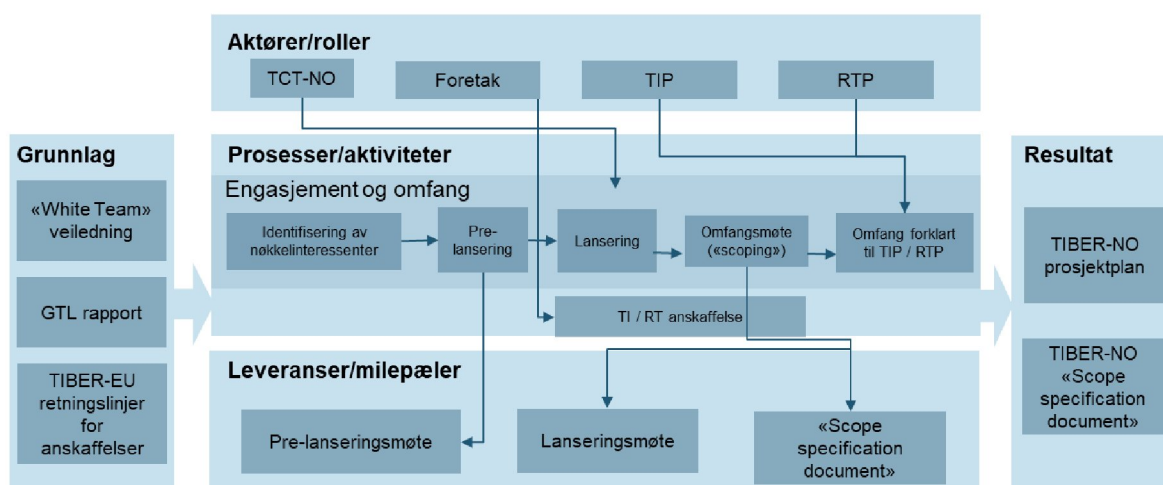 Aktører/roller
TCT-NO
Foretak
TIP
RTP
Grunnlag
«White Team»
veiledning
GTL rapport
TIBER-EU
retningslinjer
for
anskaffelser
Prosesser/aktiviteter
Engasjement og omfang
Identifisering av
nøkkelinteressenter
Pre-
lansering
Lansering
Omfangsmøte
(«scoping»)
Omfang forklart
til TIP / RTP
TI / RT anskaffelse
Leveranser/milepæler
Pre-lanseringsmøte
Lanseringsmøte
«Scope
specification
document»
Resultat
TIBER-NO
prosjektplan
TIBER-NO
«Scope
specification
document»